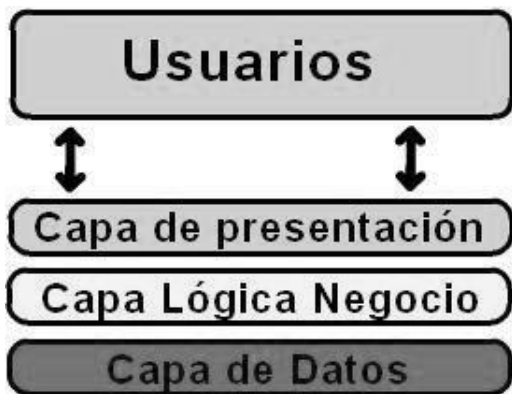 Usuarios
Capa de presentación
Capa Lógica Negocio
Capa de Datos